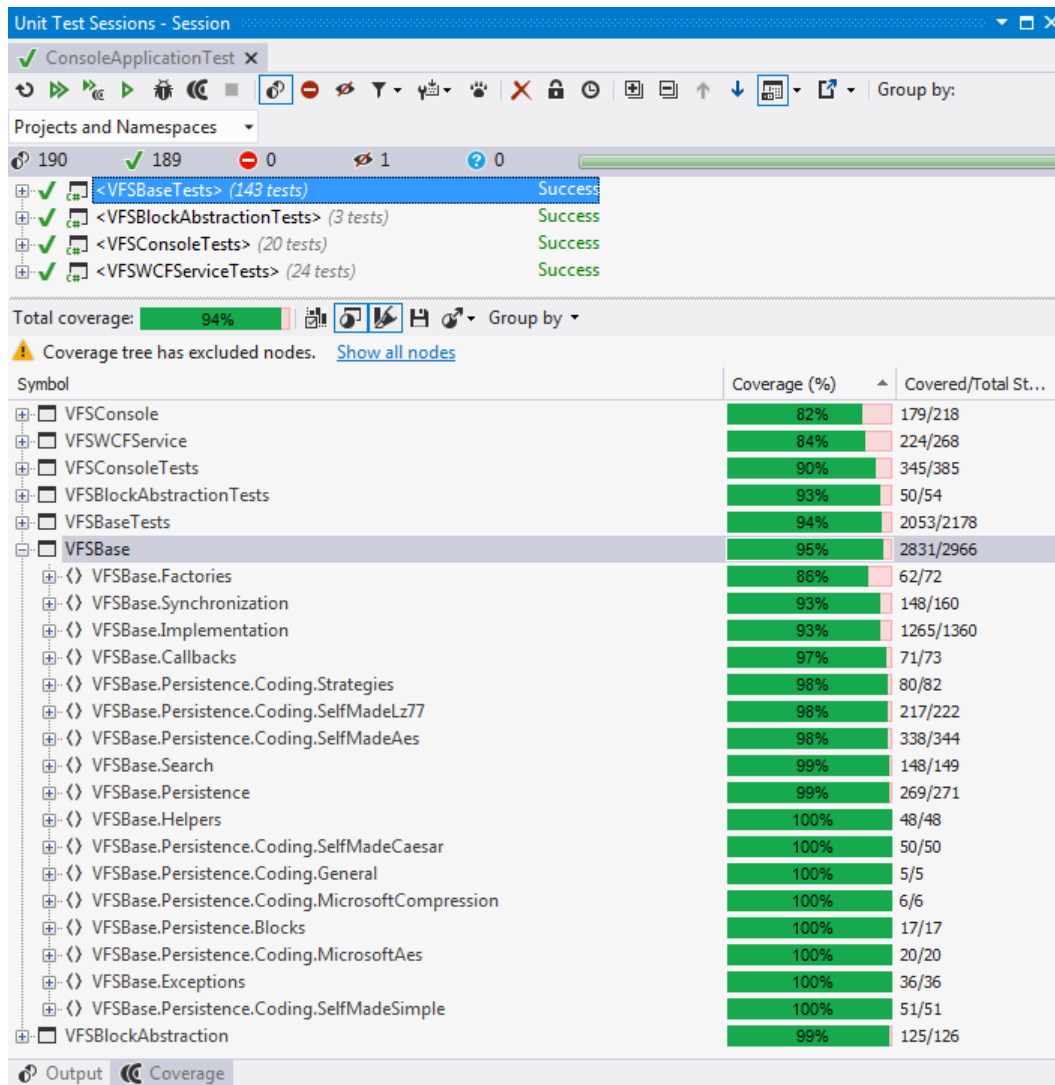 Unit Test Sessions - Session
ConsoleApplicationTest
Group by:
Projects and Namespaces
190 189 0 1 0
<VFSBaseTests> (143 tests) Success
<VFSBlockAbstractionTests> (3 tests) Success
<VFSConsoleTests> (20 tests) Success
<VFSWCFServiceTests> (24 tests) Success
Total coverage: 94% Group by
Coverage tree has excluded nodes. Show all nodes
Symbol Coverage (%) Covered/Total St...
VFSConsole 82% 179/218
VFSWCFService 84% 224/268
VFSConsoleTests 90% 345/385
VFSBlockAbstractionTests 93% 50/54
VFSBaseTests 94% 2053/2178
VFSBase 95% 2831/2966
VFSBase.Factories 86% 62/72
VFSBase.Synchronization 93% 148/160
VFSBase.Implementation 93% 1265/1360
VFSBase.Callbacks 97% 71/73
VFSBase.Persistence.Coding.Strategies 98% 80/82
VFSBase.Persistence.Coding.SelfMadeLz77 98% 217/222
VFSBase.Persistence.Coding.SelfMadeAes 98% 338/344
VFSBase.Search 99% 148/149
VFSBase.Persistence 99% 269/271
VFSBase.Helpers 100% 48/48
VFSBase.Persistence.Coding.SelfMadeCaesar 100% 50/50
VFSBase.Persistence.Coding.General 100% 5/5
VFSBase.Persistence.Coding.MicrosoftCompression 100% 6/6
VFSBase.Persistence.Blocks 100% 17/17
VFSBase.Persistence.Coding.MicrosoftAes 100% 20/20
VFSBase.Exceptions 100% 36/36
VFSBase.Persistence.Coding.SelfMadeSimple 100% 51/51
VFSBlockAbstraction 99% 125/126
Output Coverage